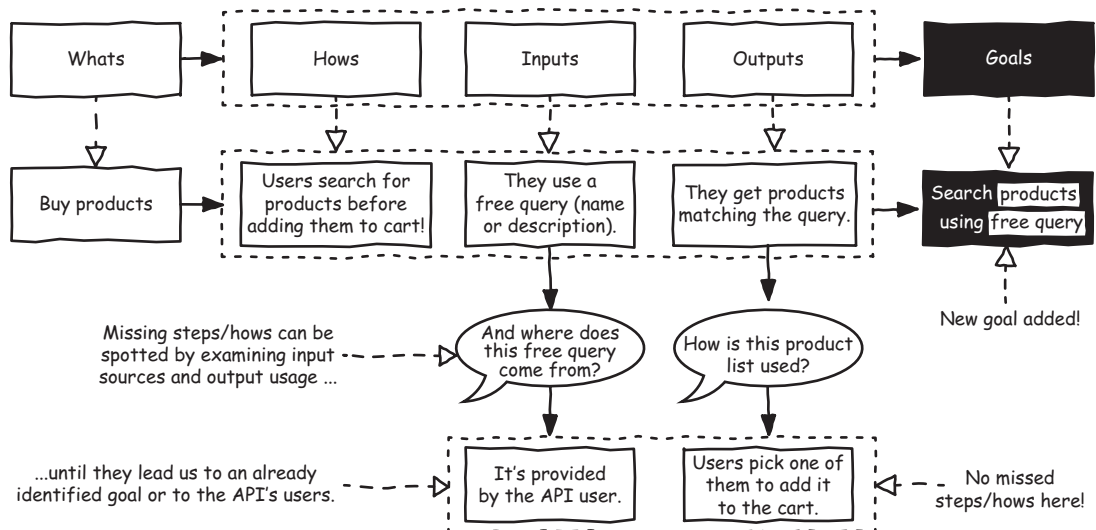 Whats
Hows
Inputs
Outputs
Goals
Buy products
Users search for
products before
adding them to cart!
They use a
free query (name
or description).
They get products
matching the query.
Search products
using free query
New goal added!
Missing steps/hows can be
spotted by examining input
sources and output usage ...
And where does
this free query
come from?
How is this product
list used?
...until they lead us to an already
identified goal or to the API's users.
It's provided
by the API user.
Users pick one of
them to add it
to the cart.
No missed
steps/hows here!